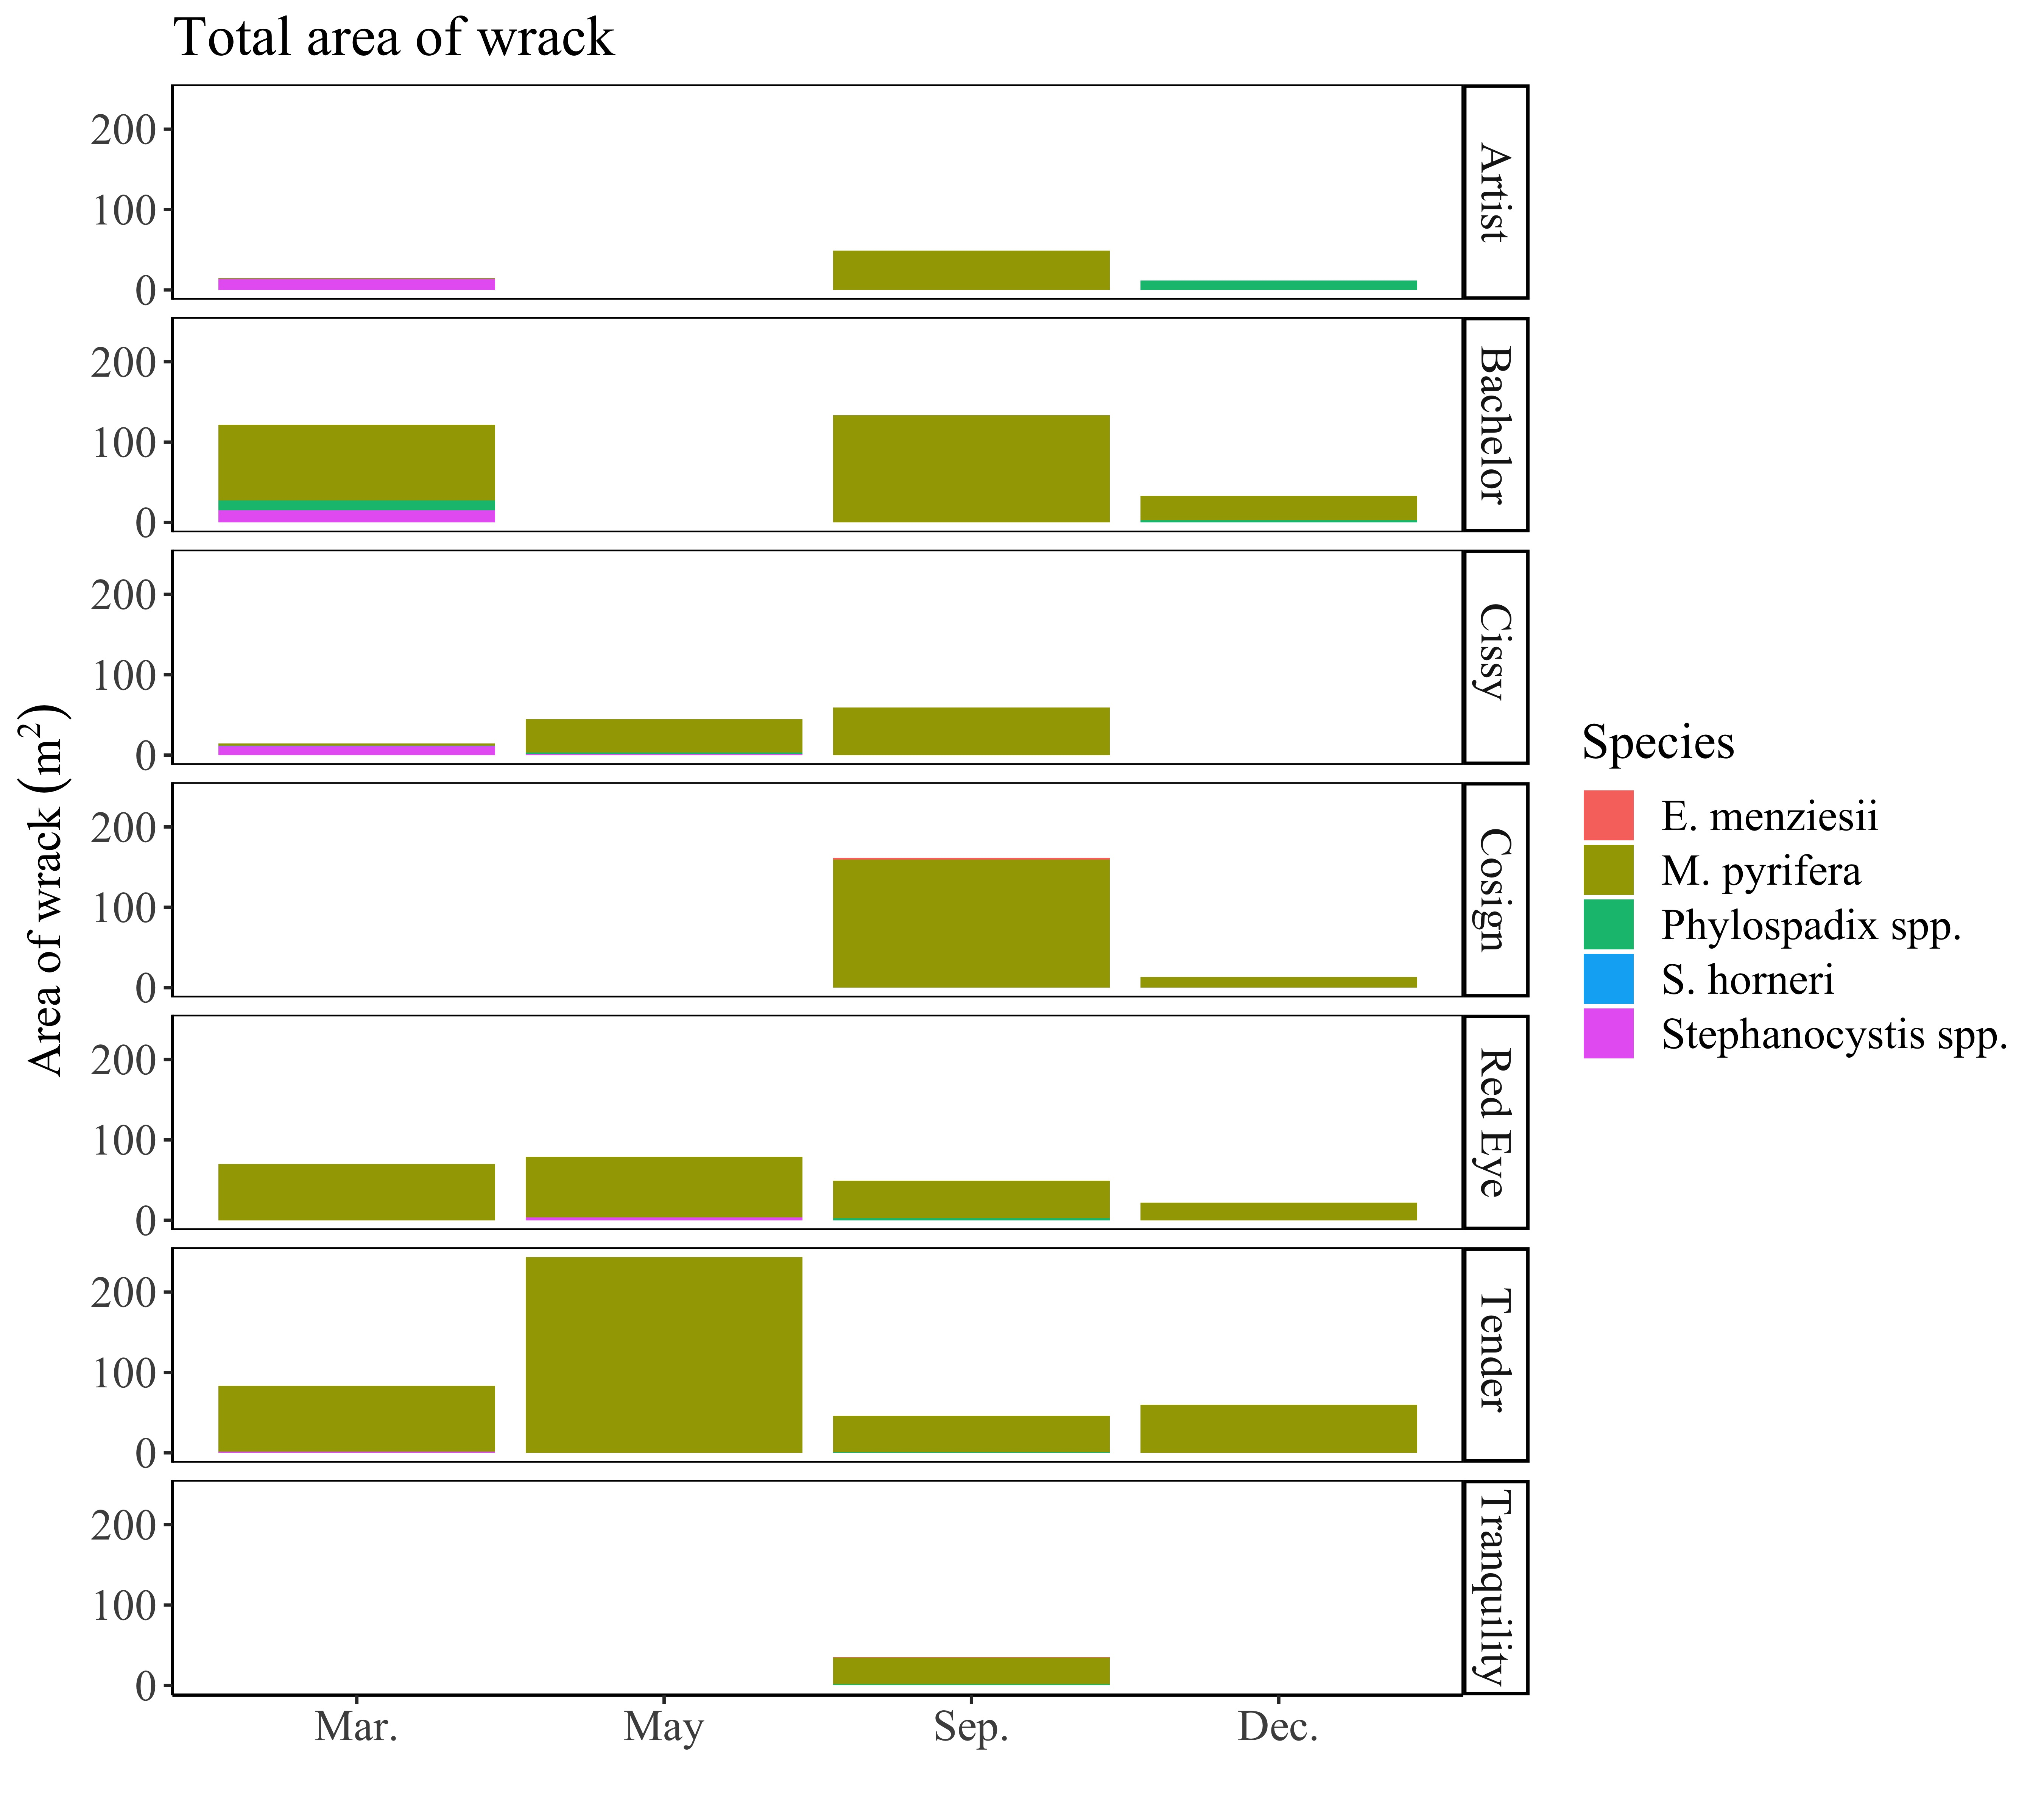 Total area of wrack
Area of wrack (m²)
200
100
0
Artist
200
100
0
Bachelor
200
100
0
Cissy
200
100
0
Cosign
200
100
0
Red Eye
200
100
0
Tender
200
100
0
Tranquility
Mar. May Sep. Dec.
Species
E. menziesii
M. pyrifera
Phylospadix spp.
S. horneri
Stephanocystis spp.